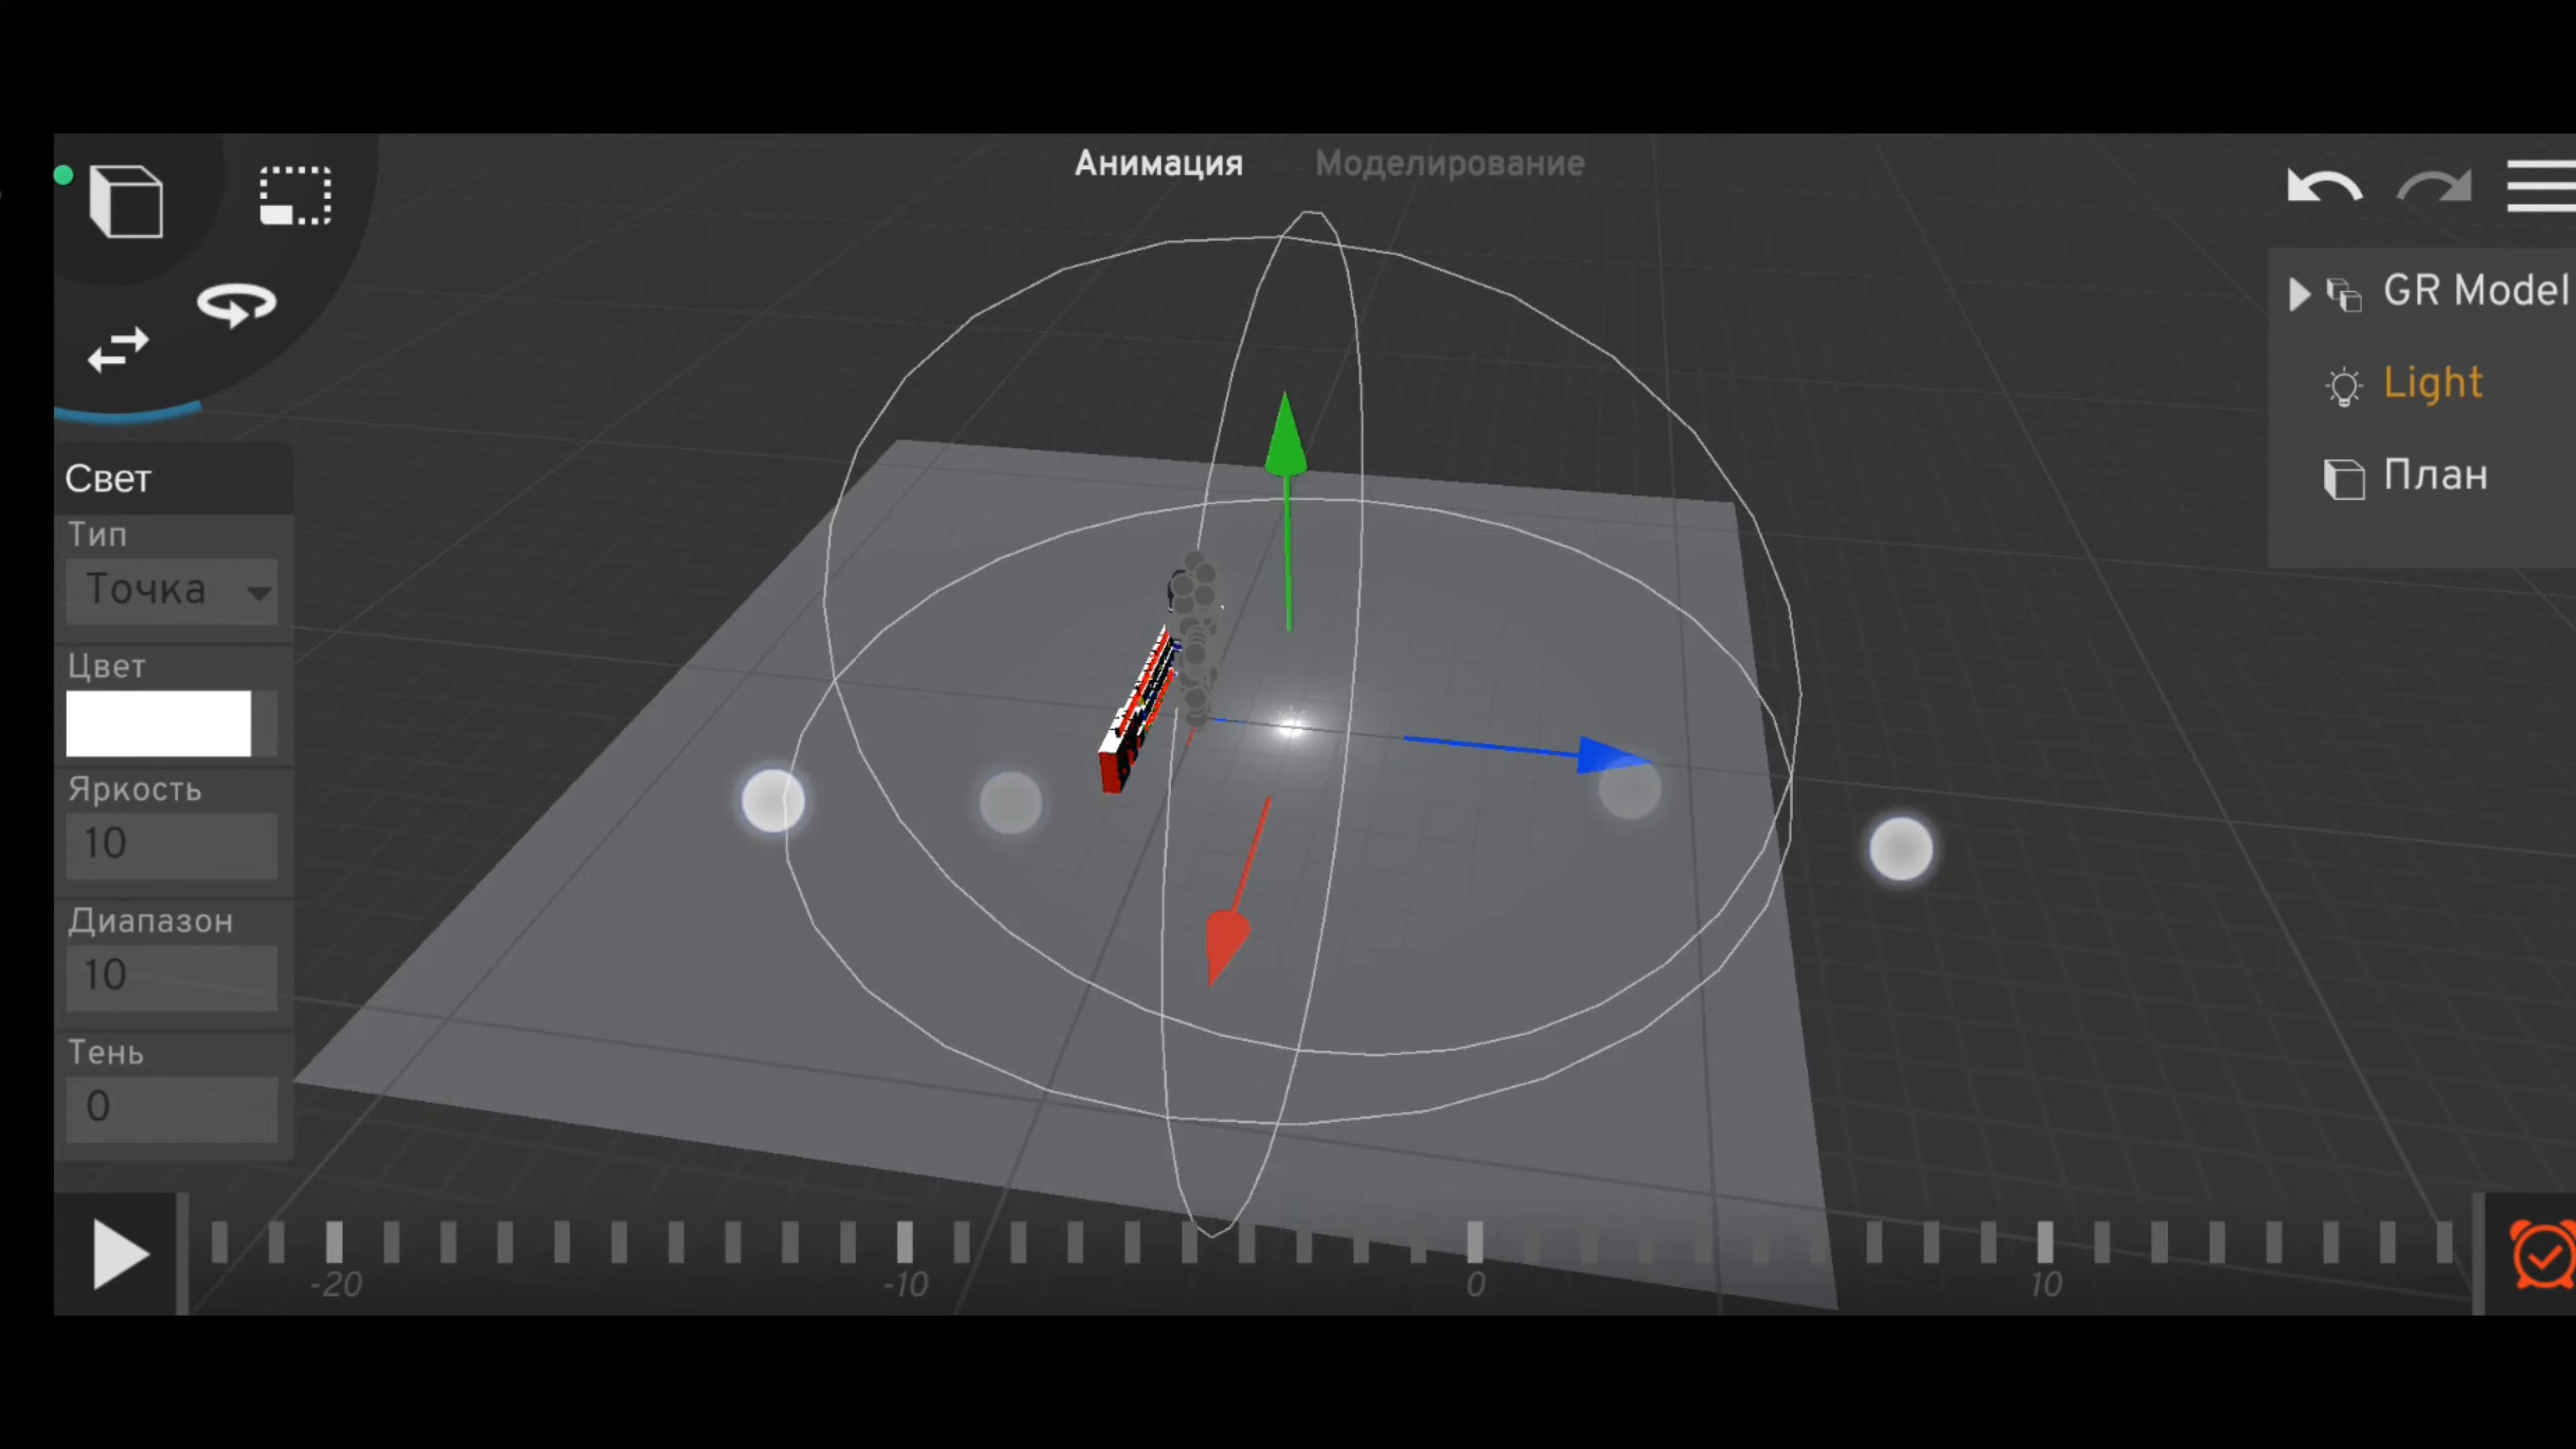 Анимация Моделирование
GR Model
Light
План
Свет
Тип
Точка
Цвет
Яркость
10
Диапазон
10
Тень
0
-20 -10 0 10